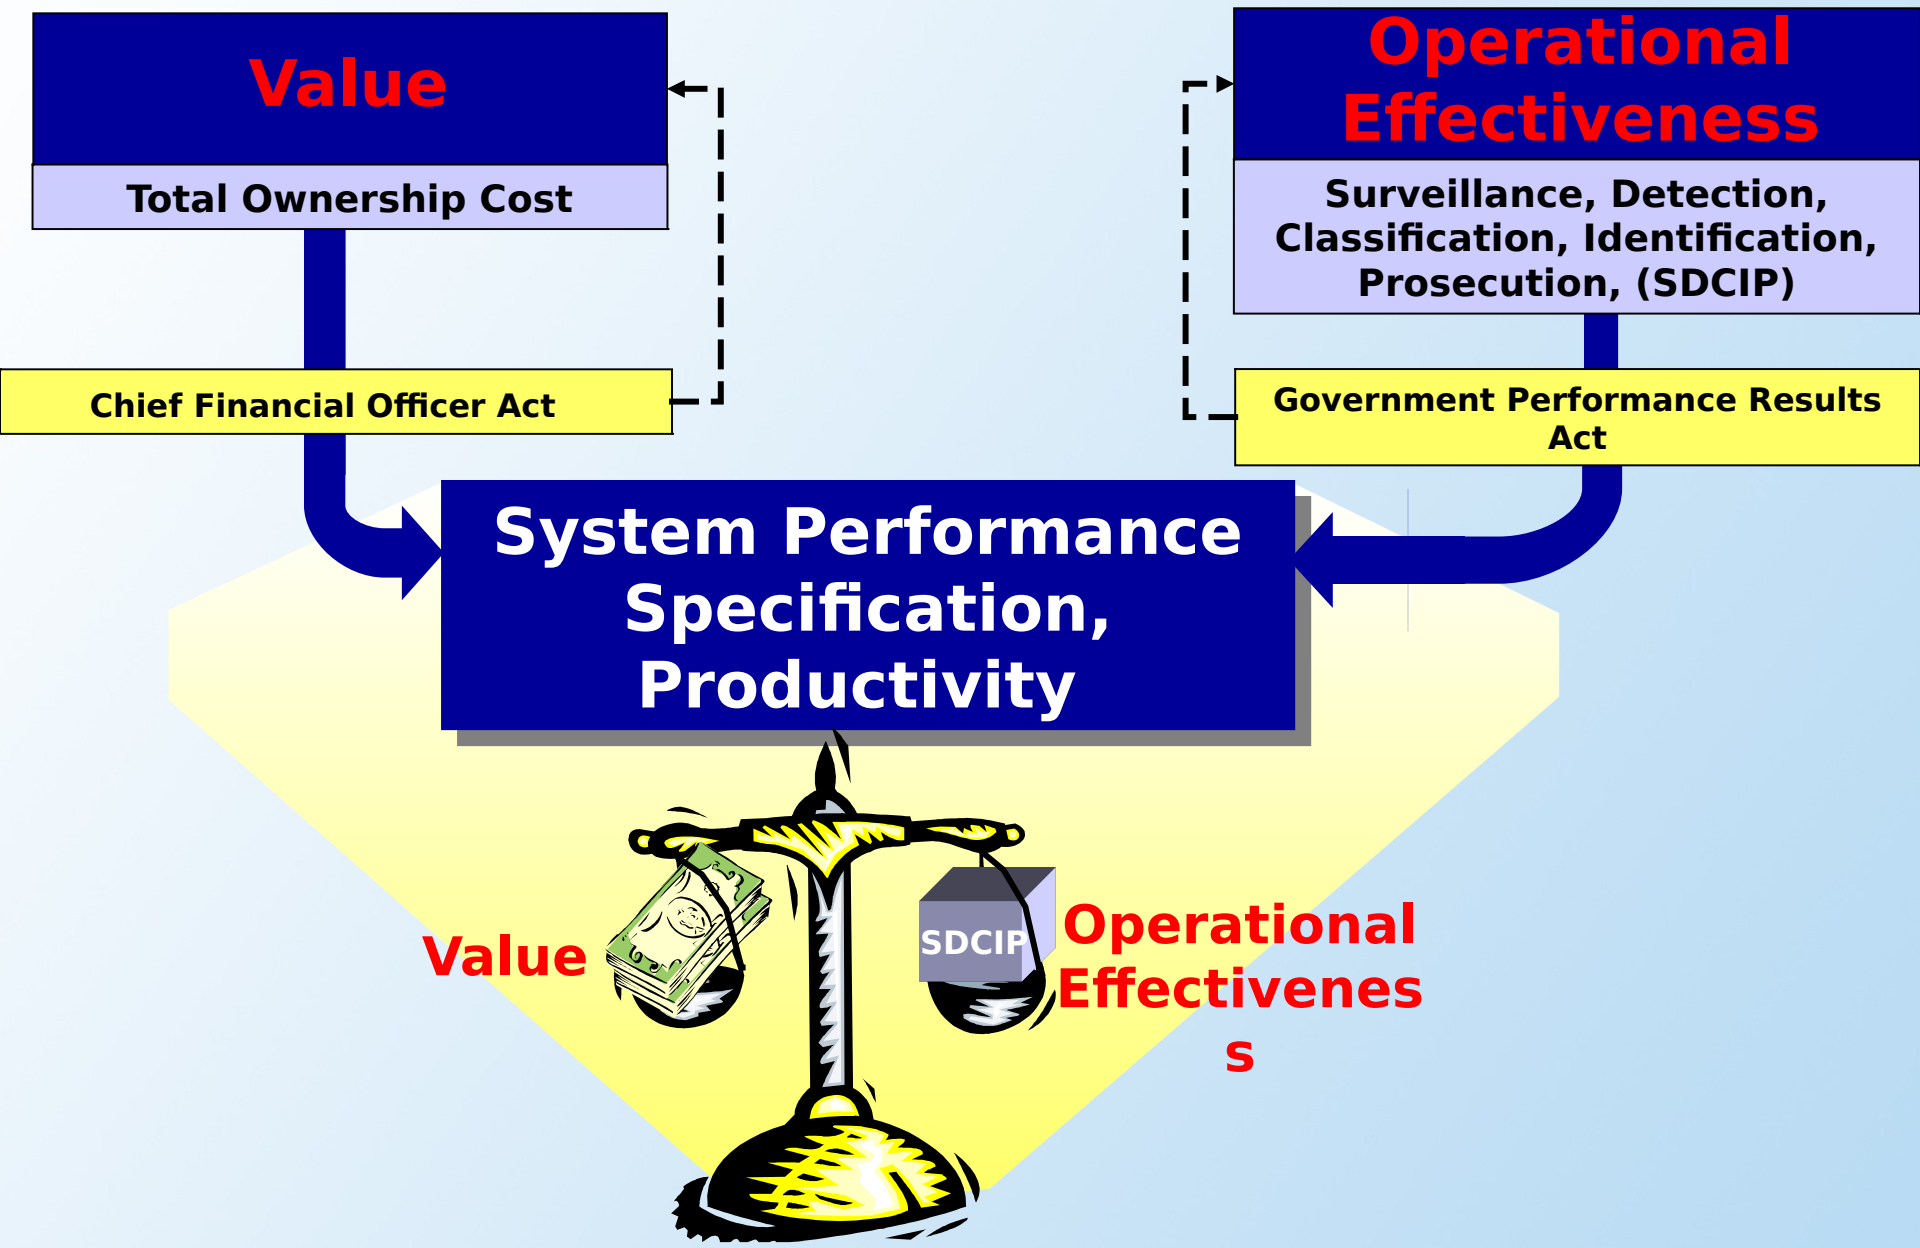 Value
Total Ownership Cost
Chief Financial Officer Act
Operational
Effectiveness
Surveillance, Detection,
Classification, Identification,
Prosecution, (SDCIP)
Government Performance Results
Act
System Performance
Specification,
Productivity
Value
SDCIP
Operational
Effectivenes
s